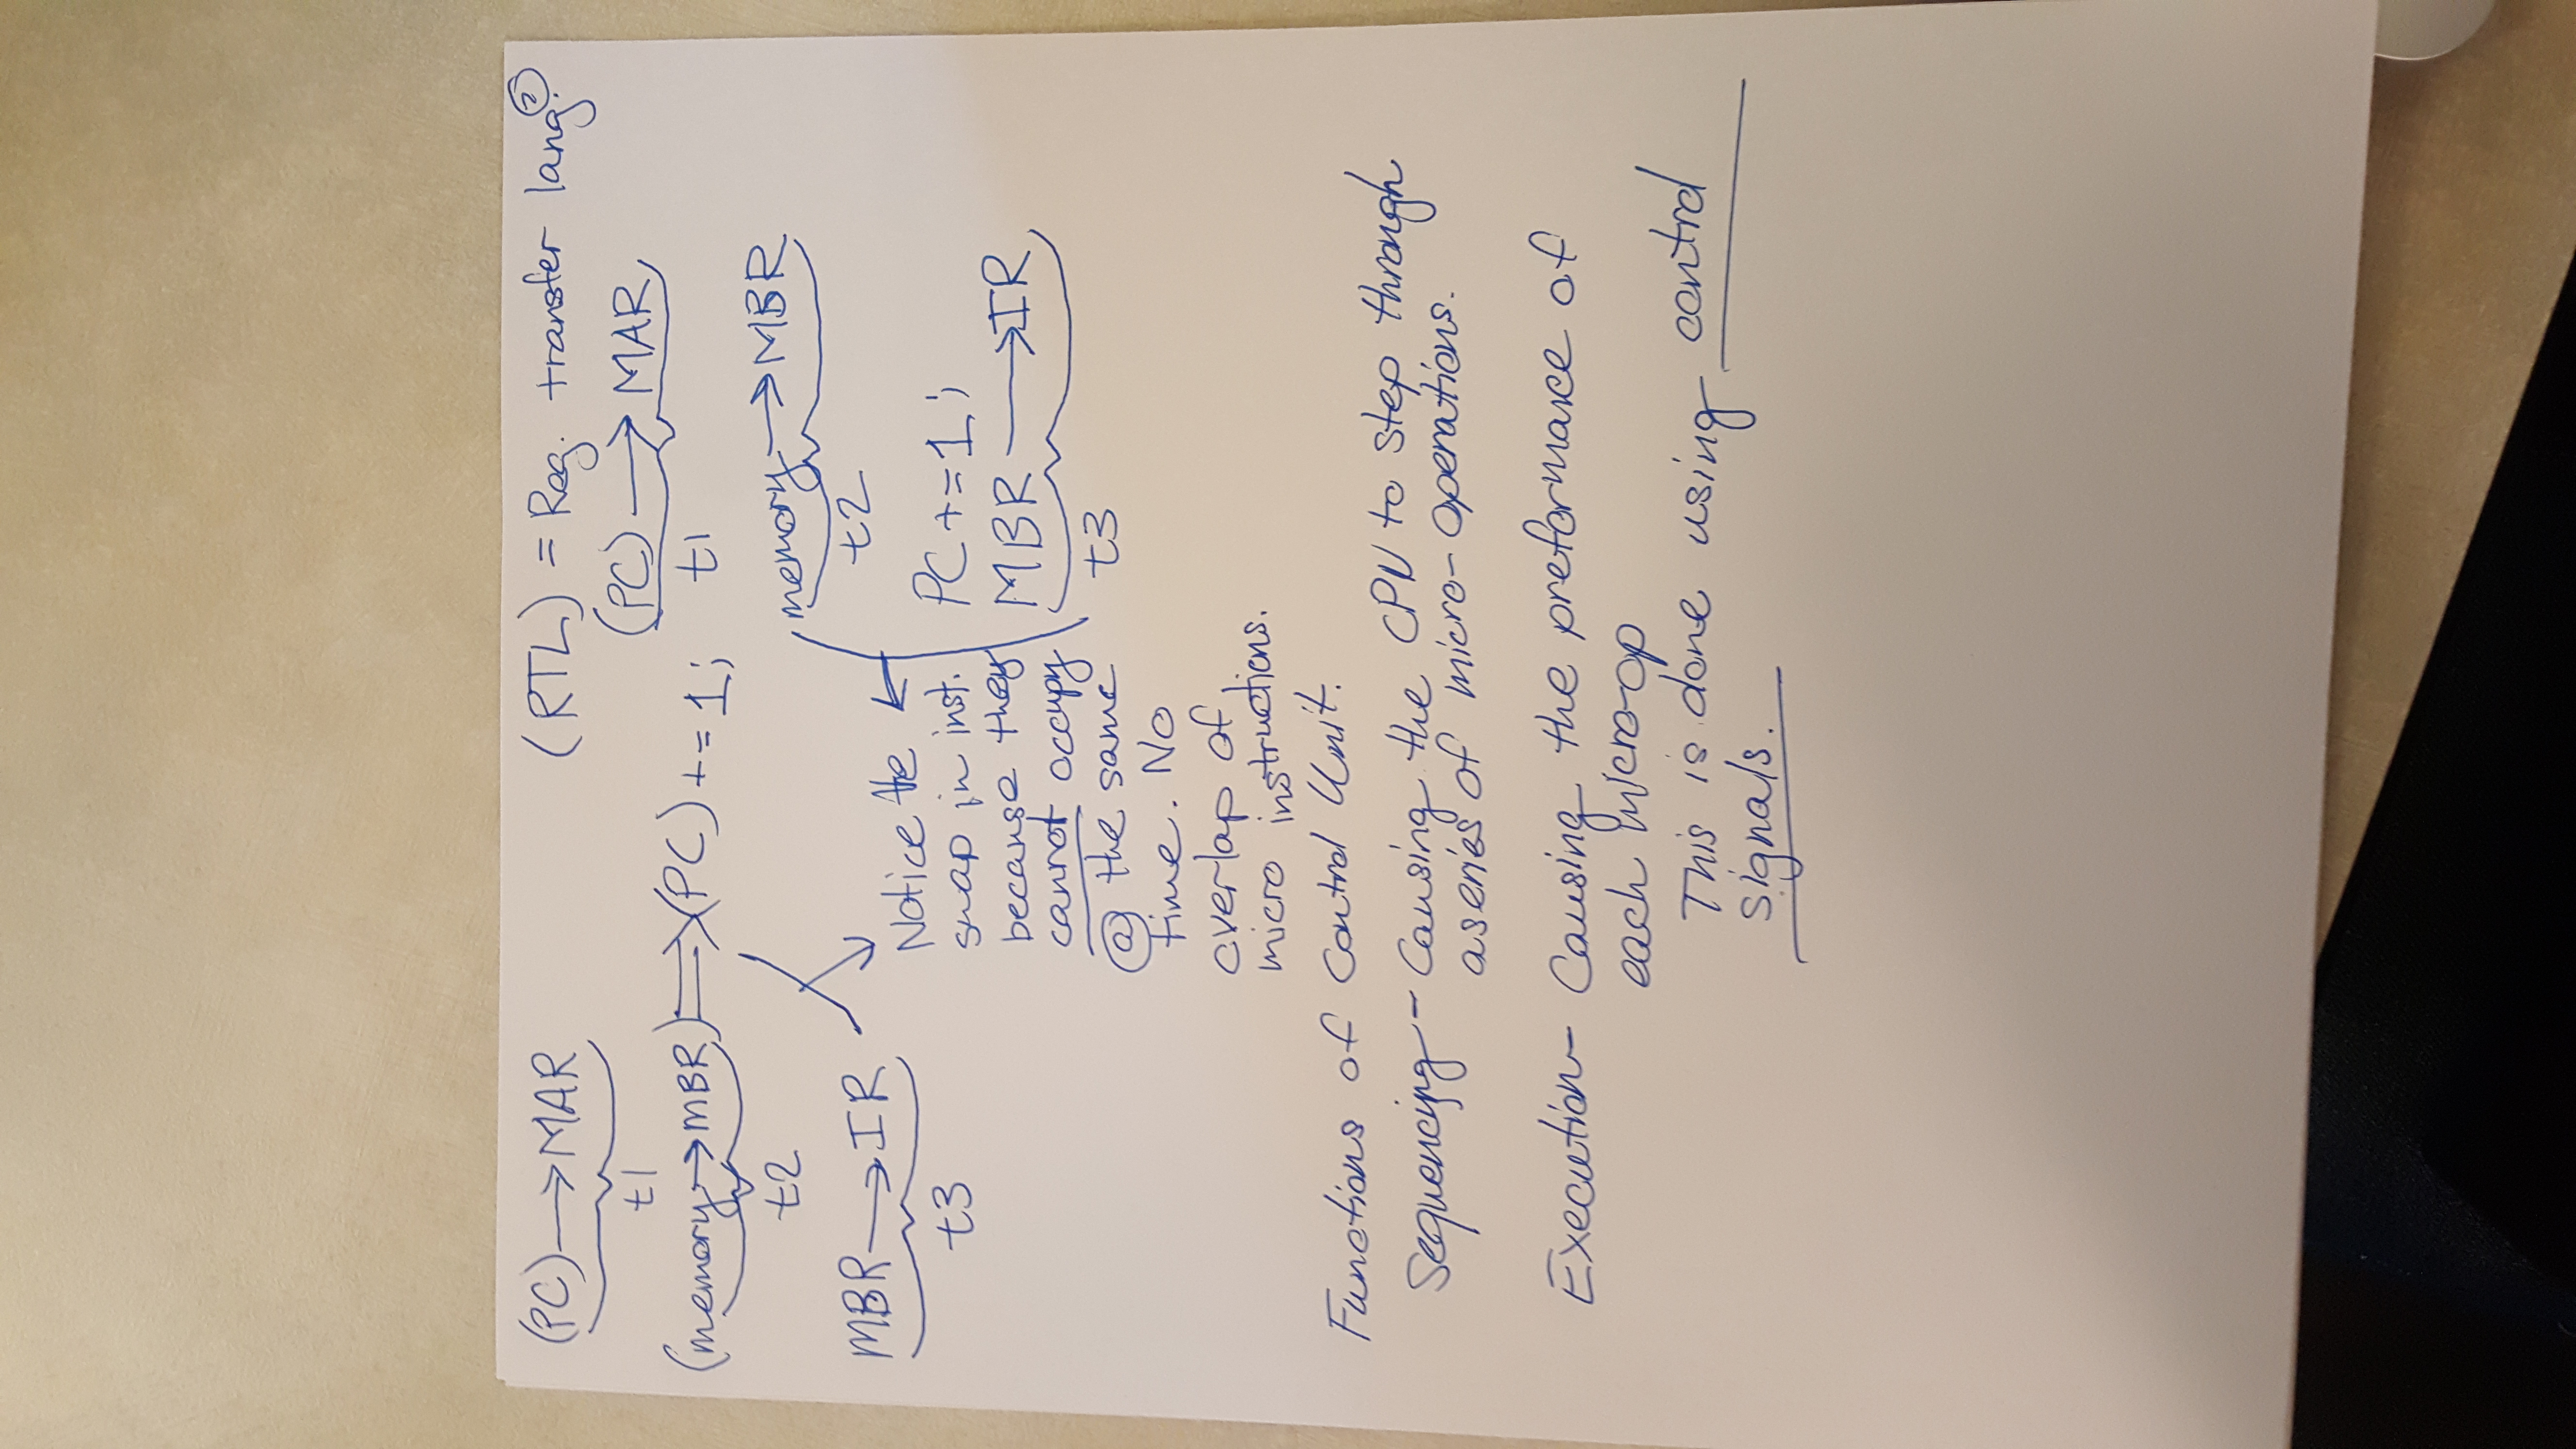 (PC) → MAR
t1
(memory → MBR) ⇒ (PC) += 1;
t2
MBR → IR
t3
(RTL) = Reg. transfer lang.
2
(PC) → MAR
t1
memory → MBR
t2
PC += 1;
MBR → IR
t3
Notice the
swap in inst.
because they
cannot occupy
@ the same
time. No
overlap of
micro instructions.
Functions of Control Unit.
Sequencing - Causing the CPU to step through
a series of micro-operations.
Execution - Causing the preformance of
each micro-op
This is done using control
signals.